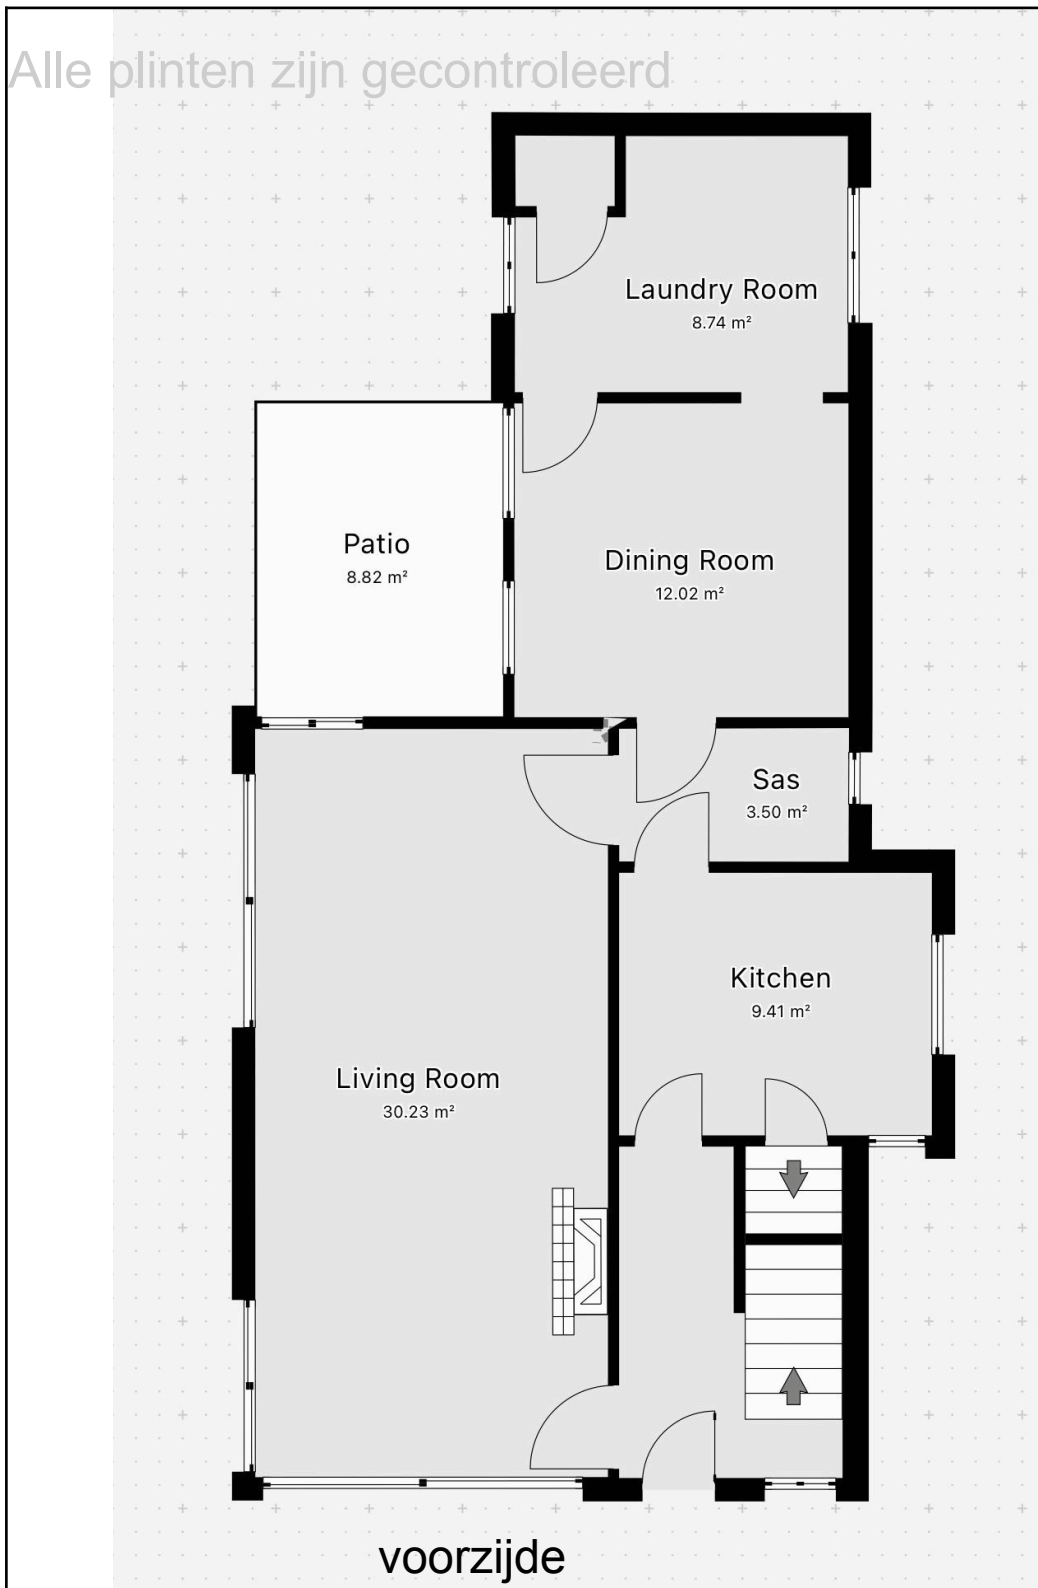 Alle plinten zijn gecontroleerd
Laundry Room
8.74 m²
Patio
8.82 m²
Dining Room
12.02 m²
Sas
3.50 m²
Kitchen
9.41 m²
Living Room
30.23 m²
voorzijde